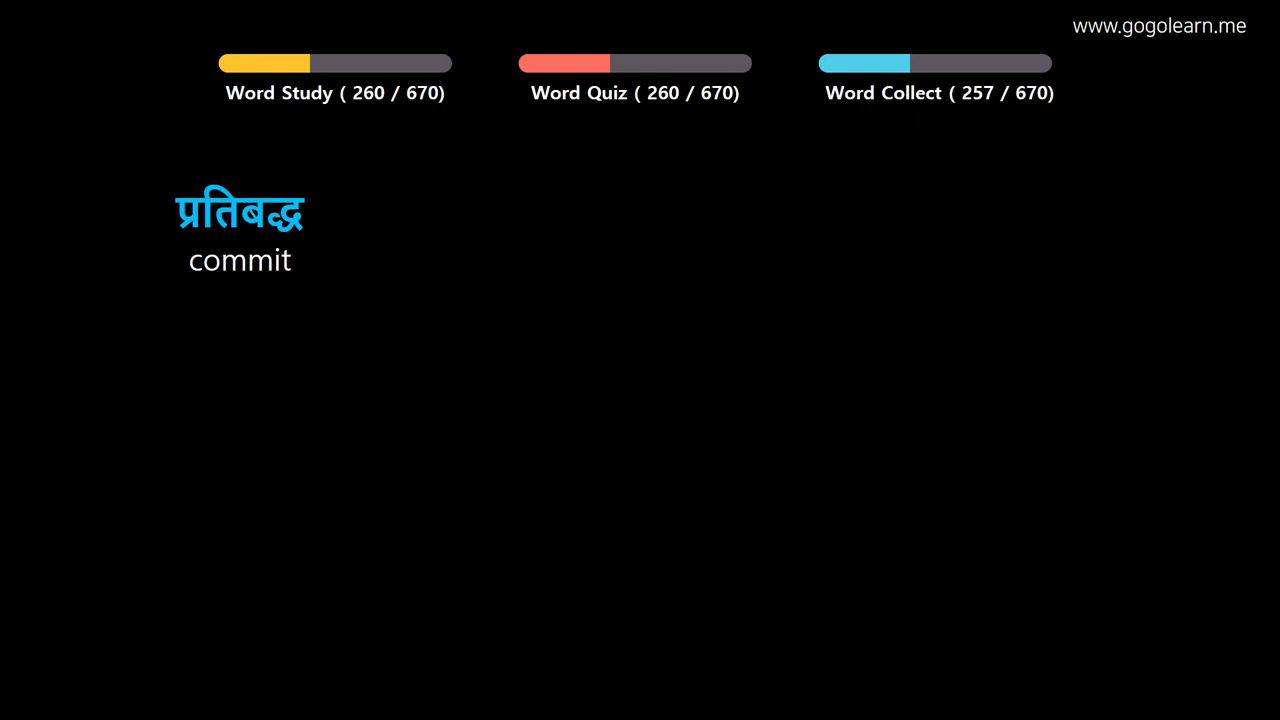 www.gogolearn.me
Word Study ( 260 / 670)
Word Quiz ( 260 / 670)
Word Collect ( 257 / 670)
प्रतिबद्ध
commit